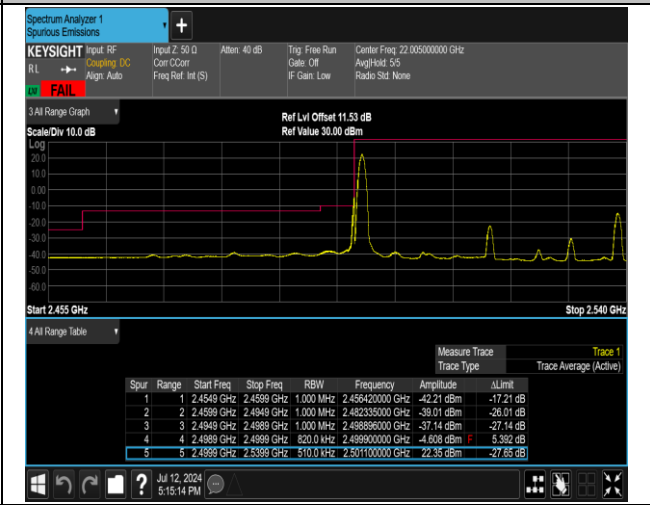 Spectrum Analyzer 1
Spurious Emissions
+
KEYSIGHT Input: RF Input Z: 50 Ω Atten: 40 dB Trig: Free Run Center Freq: 22.005000000 GHz
Coupling: DC Corr CCorr Gate: Off Avg|Hold: 5/5
RL Align: Auto Freq Ref: Int (S) IF Gain: Low Radio Std: None
FAIL
3 All Range Graph Ref Lvl Offset 11.53 dB
Scale/Div 10.0 dB Ref Value 30.00 dBm
Log
20.0
10.0
0.00
-10.0
-20.0
-30.0
-40.0
-50.0
-60.0
Start 2.455 GHz Stop 2.540 GHz
4 All Range Table
Measure Trace Trace 1
Trace Type Trace Average (Active)
Spur Range Start Freq Stop Freq RBW Frequency Amplitude ΔLimit
1 1 2.4549 GHz 2.4599 GHz 1.000 MHz 2.456420000 GHz -42.21 dBm -17.21 dB
2 2 2.4599 GHz 2.4949 GHz 1.000 MHz 2.482335000 GHz -39.01 dBm -26.01 dB
3 3 2.4949 GHz 2.4989 GHz 1.000 MHz 2.498896000 GHz -37.14 dBm -27.14 dB
4 4 2.4989 GHz 2.4999 GHz 820.0 kHz 2.499900000 GHz -4.608 dBm F 5.392 dB
5 5 2.4999 GHz 2.5399 GHz 510.0 kHz 2.501100000 GHz 22.35 dBm -27.65 dB
? Jul 12, 2024
5:15:14 PM